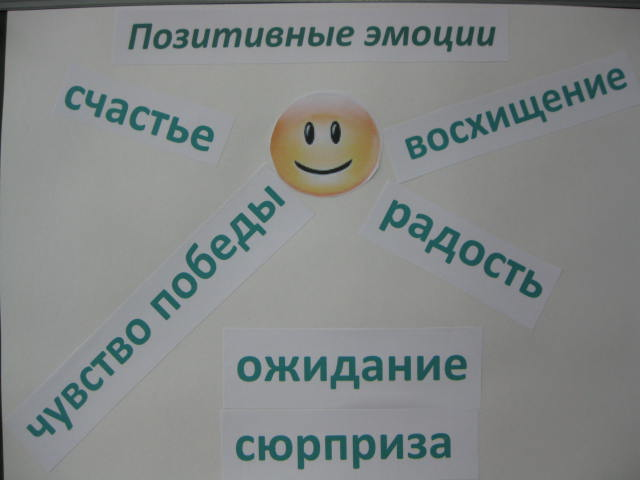 Позитивные эмоции
счастье
восхищение
чувство победы
радость
ожидание
сюрприза